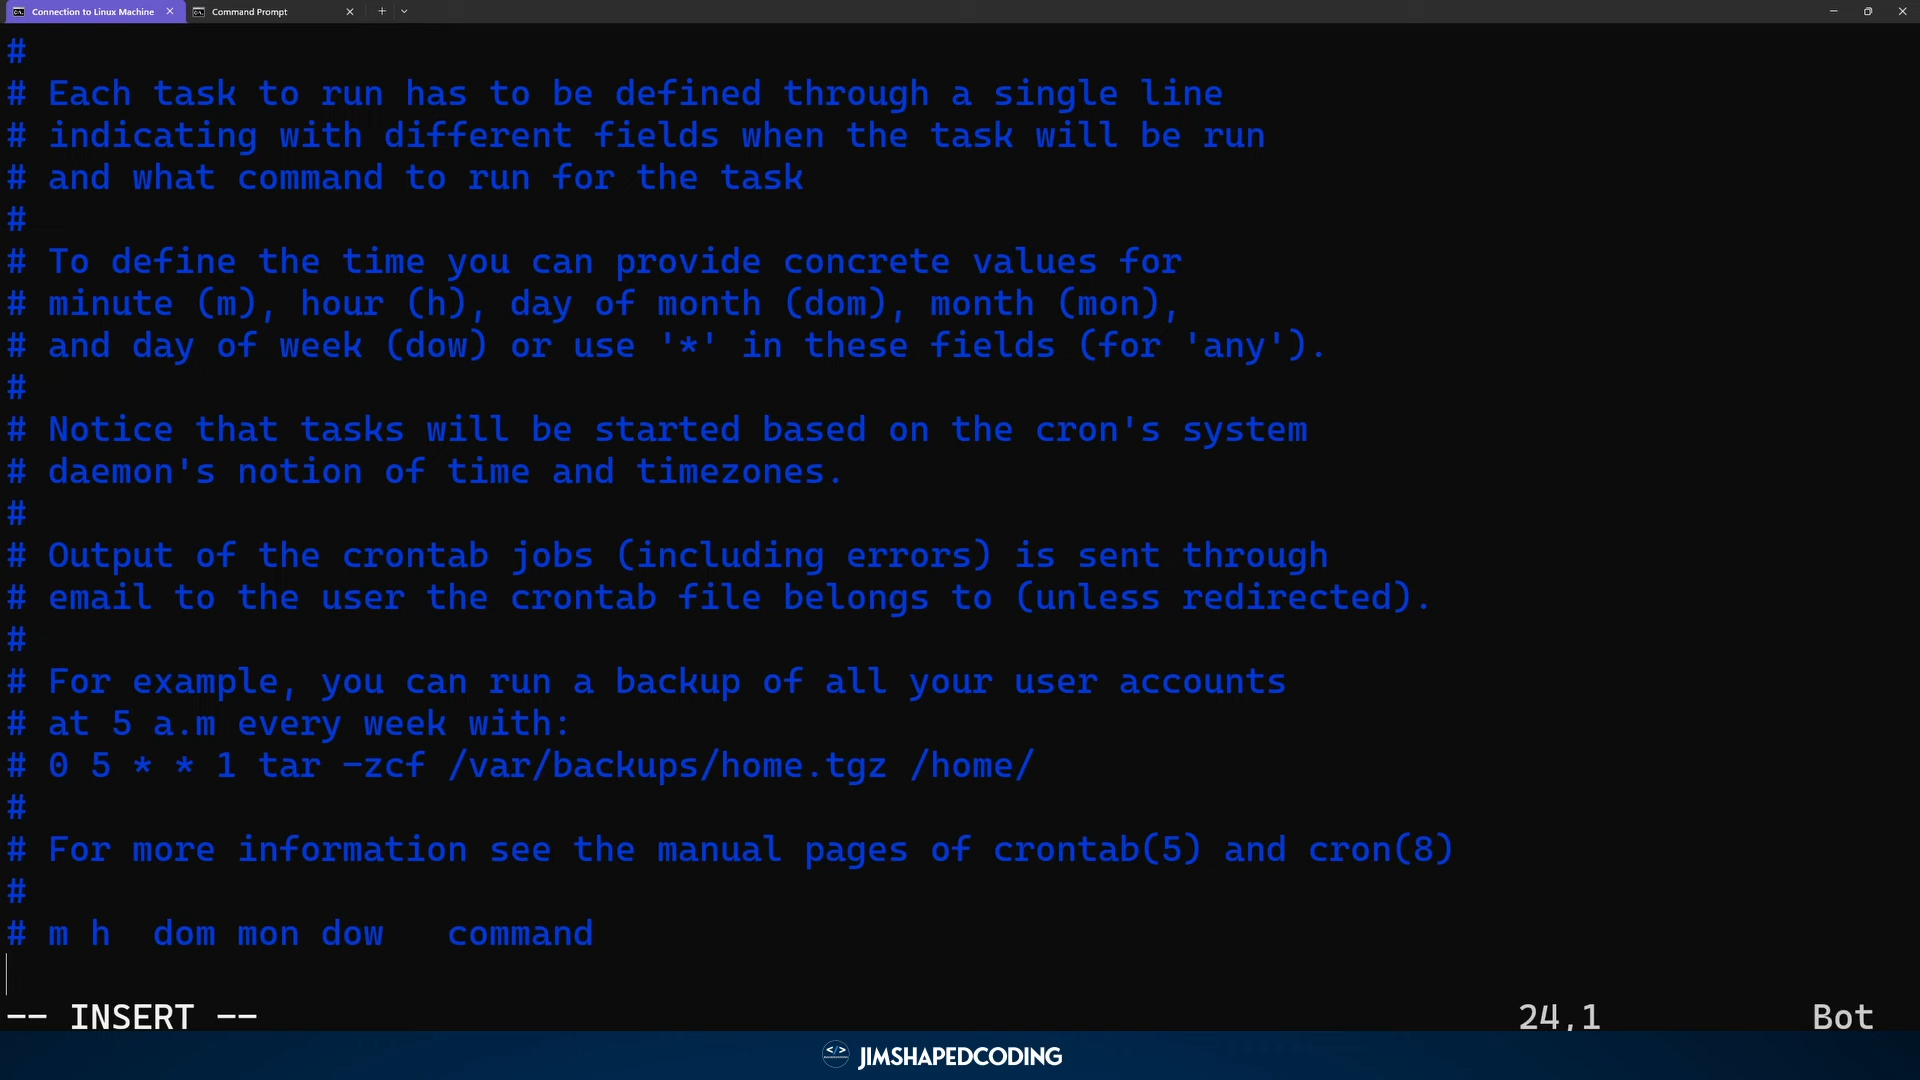 Connection to Linux Machine
Command Prompt
#
# Each task to run has to be defined through a single line
# indicating with different fields when the task will be run
# and what command to run for the task
#
# To define the time you can provide concrete values for
# minute (m), hour (h), day of month (dom), month (mon),
# and day of week (dow) or use '*' in these fields (for 'any').
#
# Notice that tasks will be started based on the cron's system
# daemon's notion of time and timezones.
#
# Output of the crontab jobs (including errors) is sent through
# email to the user the crontab file belongs to (unless redirected).
#
# For example, you can run a backup of all your user accounts
# at 5 a.m every week with:
# 0 5 * * 1 tar -zcf /var/backups/home.tgz /home/
#
# For more information see the manual pages of crontab(5) and cron(8)
#
# m h  dom mon dow   command
-- INSERT -- 24,1 Bot
</> JIMSHAPEDCODING